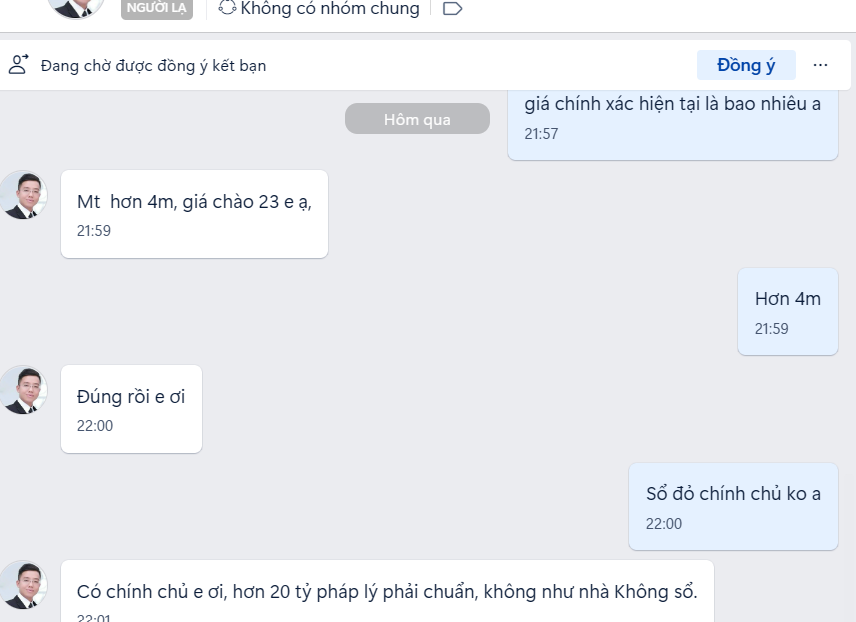 NGƯỜI LẠ
Không có nhóm chung
Đang chờ được đồng ý kết bạn
Đồng ý
giá chính xác hiện tại là bao nhiêu a
Hôm qua
21:57
Mt hơn 4m, giá chào 23 e ạ,
21:59
Hơn 4m
21:59
Đúng rồi e ơi
22:00
Sổ đỏ chính chủ ko a
22:00
Có chính chủ e ơi, hơn 20 tỷ pháp lý phải chuẩn, không như nhà Không sổ.
22:01